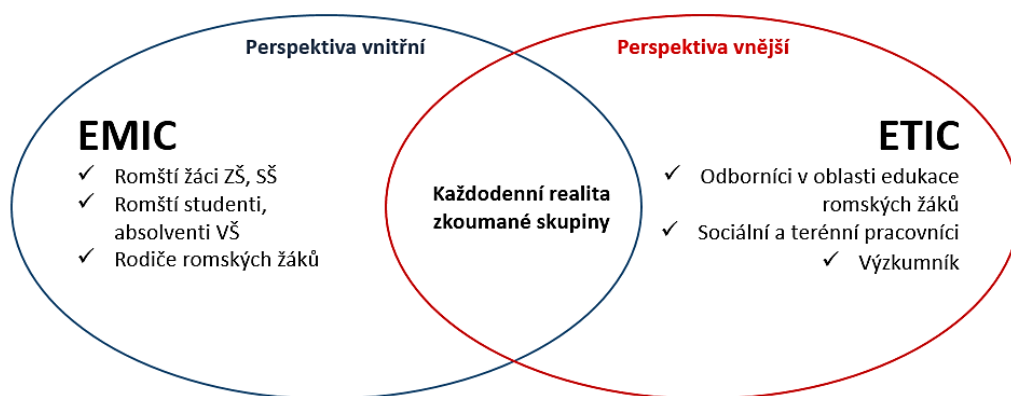 Perspektiva vnitřní
Perspektiva vnější
EMIC
✓ Romští žáci ZŠ, SŠ
✓ Romští studenti,
absolventi VŠ
✓ Rodiče romských žáků
Každodenní realita
zkoumané skupiny
ETIC
✓ Odborníci v oblasti edukace
romských žáků
✓ Sociální a terénní pracovníci
✓ Výzkumník